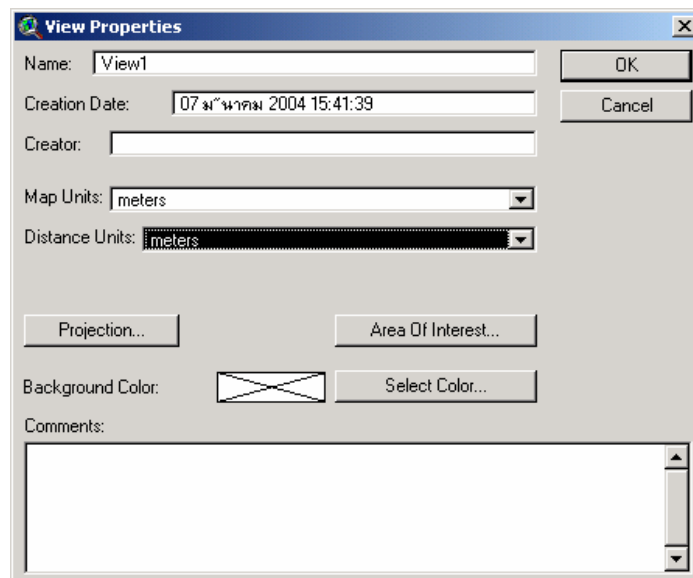 View Properties
Name: View1
OK
Creation Date: 07 ม˝นาคม 2004 15:41:39
Cancel
Creator:
Map Units: meters
Distance Units: meters
Projection...
Area Of Interest...
Background Color:
Select Color...
Comments: